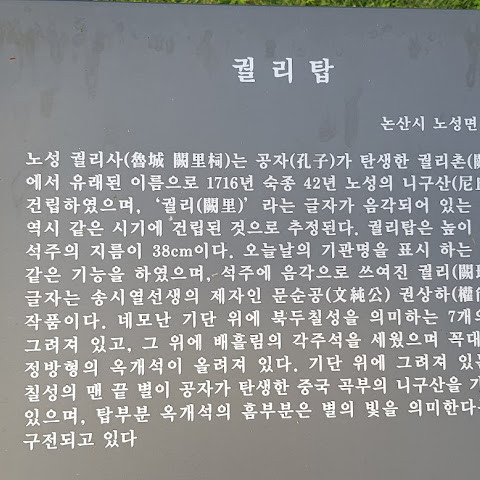 궐리탑
논산시 노성면
노성 궐리사(魯城 闕里祠)는 공자(孔子)가 탄생한 궐리촌(
에서 유래된 이름으로 1716년 숙종 42년 노성의 니구산(尼
건립하였으며, ‘궐리(闕里)’ 라는 글자가 음각되어 있는
역시 같은 시기에 건립된 것으로 추정된다. 궐리탑은 높이
석주의 지름이 38cm이다. 오늘날의 기관명을 표시 하는
같은 기능을 하였으며, 석주에 음각으로 쓰여진 궐리(闕
글자는 송시열선생의 제자인 문순공(文純公) 권상하(權
작품이다. 네모난 기단 위에 북두칠성을 의미하는 7개의
그려져 있고, 그 위에 배흘림의 각주석을 세웠으며 꼭대
정방형의 옥개석이 올려져 있다. 기단 위에 그려져 있는
칠성의 맨 끝 별이 공자가 탄생한 중국 곡부의 니구산을
있으며, 탑부분 옥개석의 홈부분은 별의 빛을 의미한다
구전되고 있다